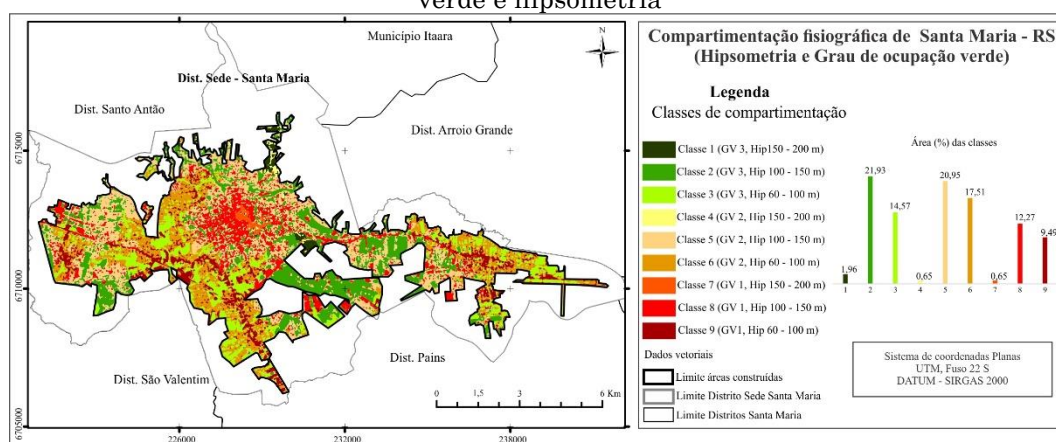 verde e hipsometria
Município Itaara
N
Dist. Sede - Santa Maria
Dist. Santo Antão
Dist. Arroio Grande
Dist. Pains
Dist. São Valentim
0 1,5 3 6 Km
6715000
6700000
6705000
226000 232000 238000
Compartimentação fisiográfica de Santa Maria - RS
(Hipsometria e Grau de ocupação verde)
Legenda
Classes de compartimentação
Classe 1 (GV 3, Hip150 - 200 m)
Classe 2 (GV 3, Hip 100 - 150 m)
Classe 3 (GV 3, Hip 60 - 100 m)
Classe 4 (GV 2, Hip 150 - 200 m)
Classe 5 (GV 2, Hip 100 - 150 m)
Classe 6 (GV 2, Hip 60 - 100 m)
Classe 7 (GV 1, Hip 150 - 200 m)
Classe 8 (GV 1, Hip 100 - 150 m)
Classe 9 (GV1, Hip 60 - 100 m)
Dados vetoriais
Limite áreas construídas
Limite Distrito Sede Santa Maria
Limite Distritos Santa Maria
Área (%) das classes
1,96 21,93 14,57 0,65 20,95 17,51 0,65 12,27 9,49
1 2 3 4 5 6 7 8 9
Sistema de coordenadas Planas
UTM, Fuso 22 S
DATUM - SIRGAS 2000